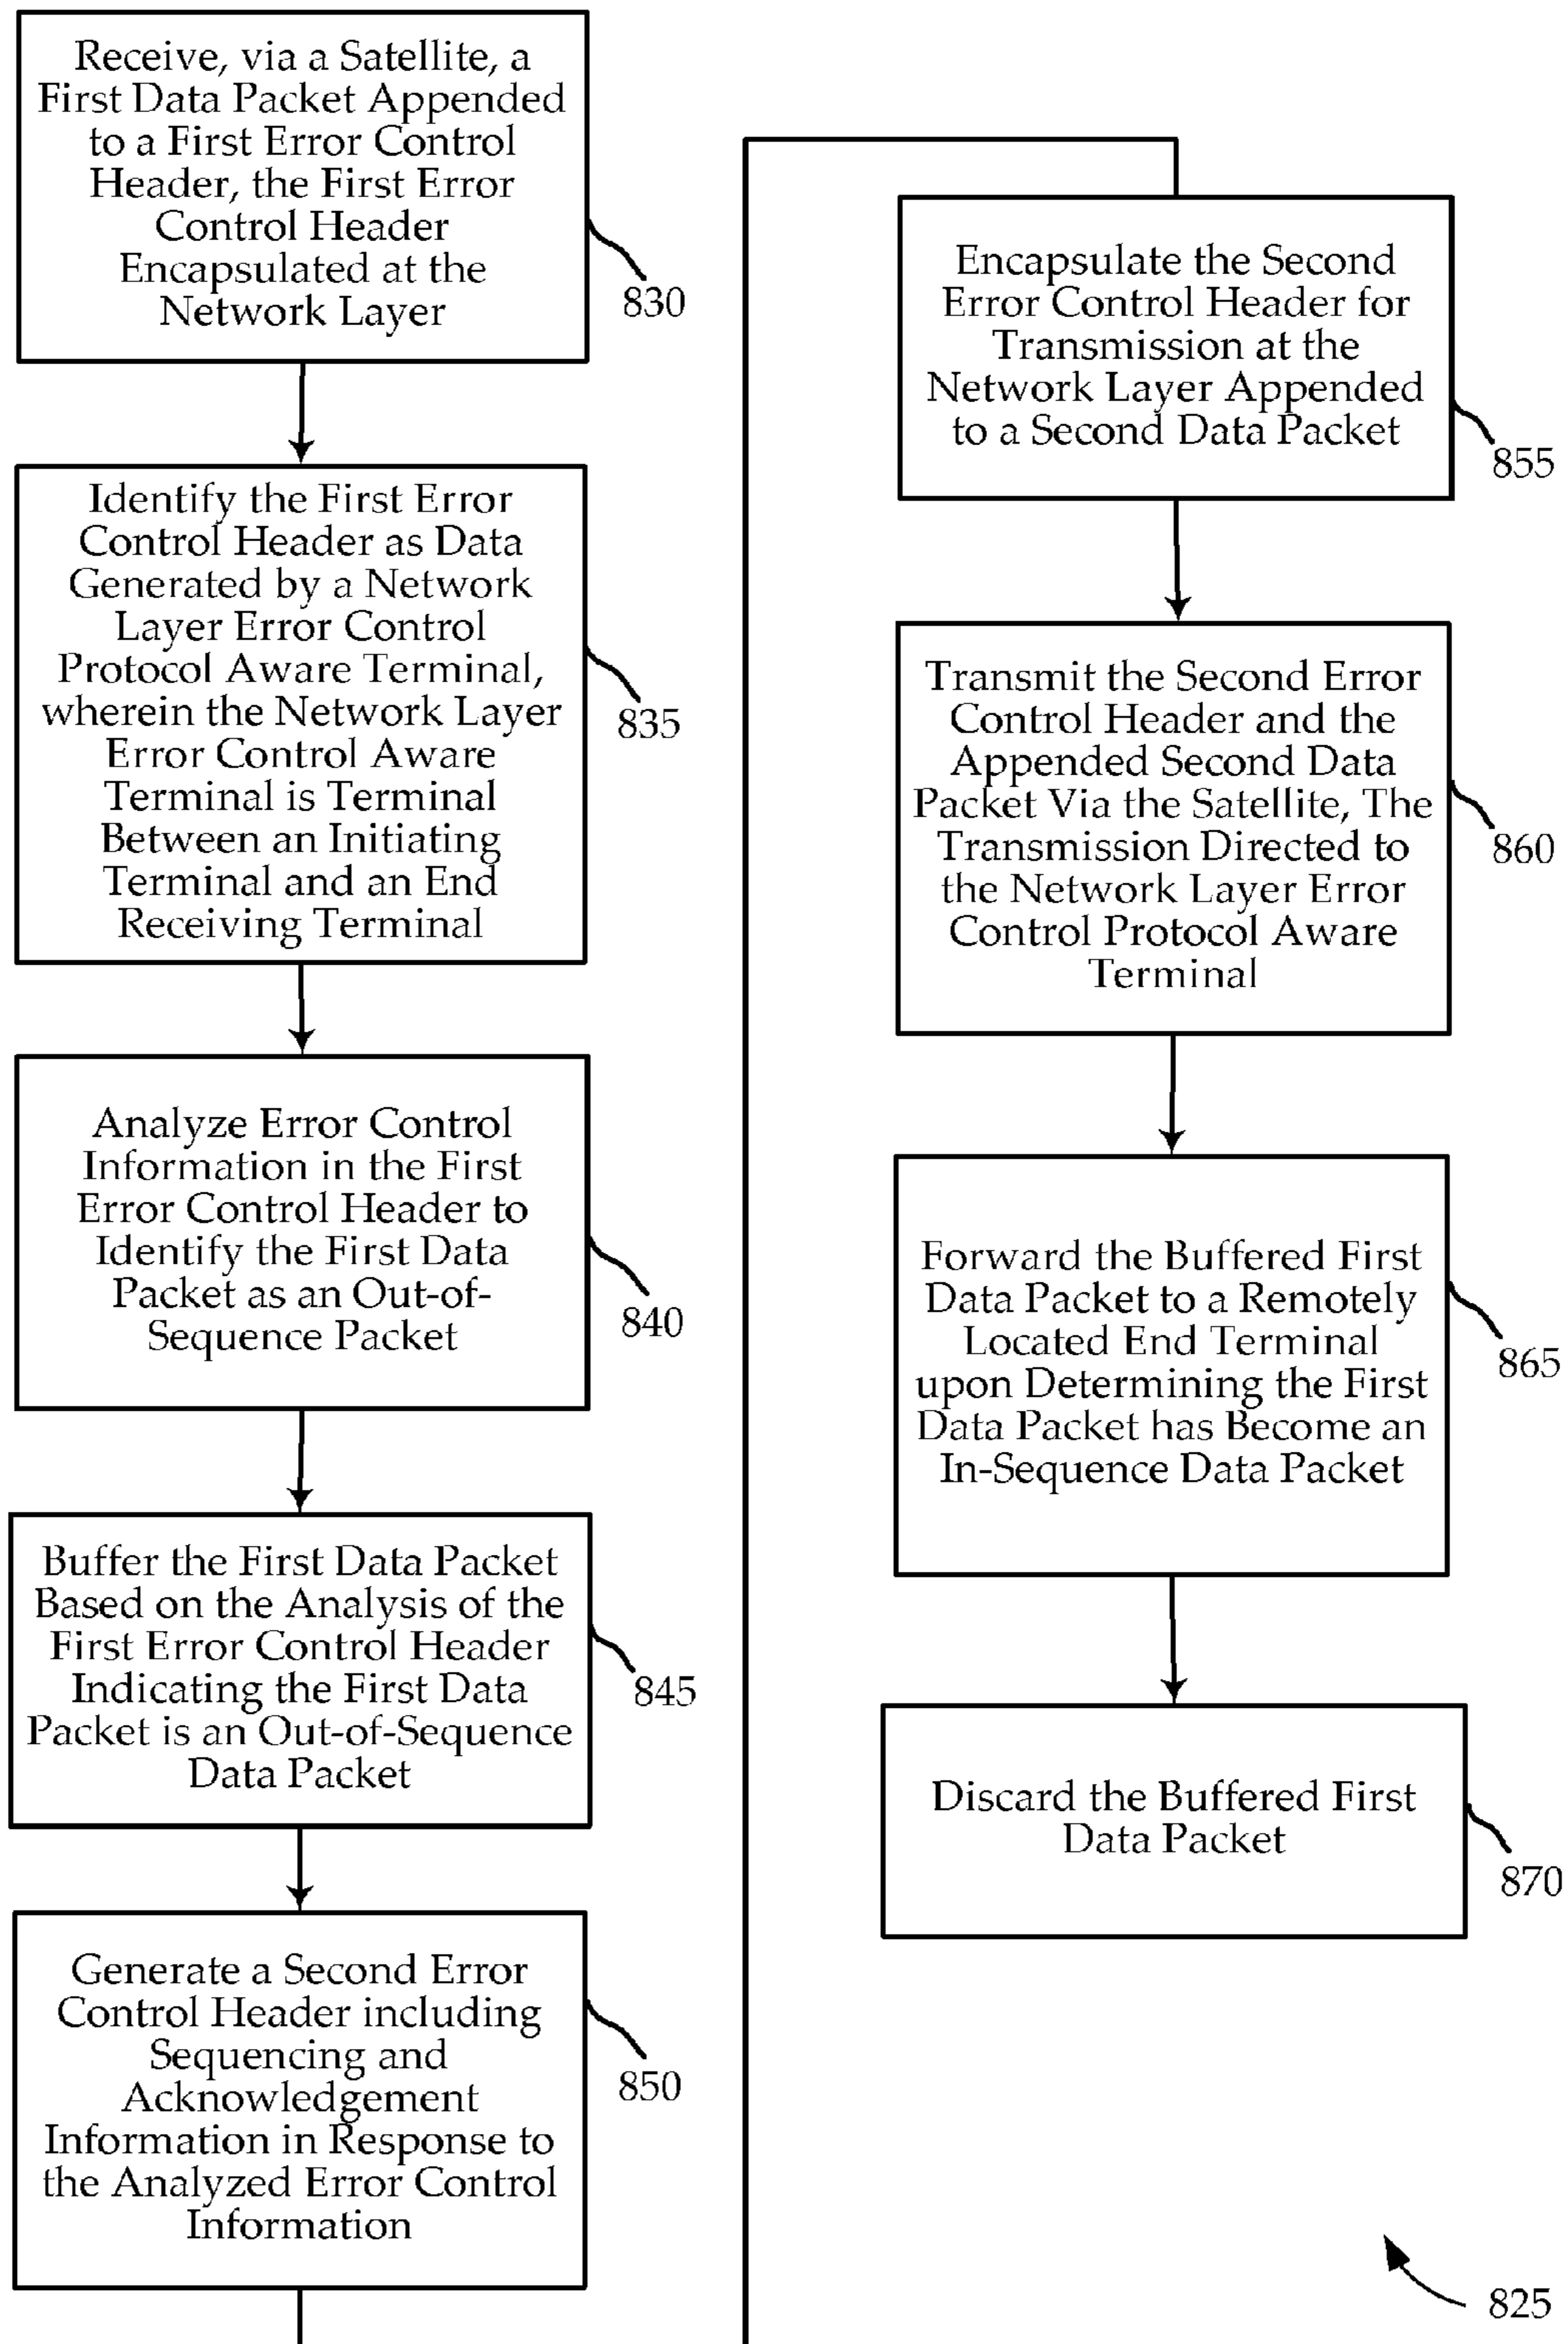 Receive, via a Satellite, a
First Data Packet Appended
to a First Error Control
Header, the First Error
Control Header
Encapsulated at the
Network Layer
830
Identify the First Error
Control Header as Data
Generated by a Network
Layer Error Control
Protocol Aware Terminal,
wherein the Network Layer
Error Control Aware
Terminal is Terminal
Between an Initiating
Terminal and an End
Receiving Terminal
835
Analyze Error Control
Information in the First
Error Control Header to
Identify the First Data
Packet as an Out-of-
Sequence Packet
840
Buffer the First Data Packet
Based on the Analysis of the
First Error Control Header
Indicating the First Data
Packet is an Out-of-Sequence
Data Packet
845
Generate a Second Error
Control Header including
Sequencing and
Acknowledgement
Information in Response to
the Analyzed Error Control
Information
850
Encapsulate the Second
Error Control Header for
Transmission at the
Network Layer Appended
to a Second Data Packet
855
Transmit the Second Error
Control Header and the
Appended Second Data
Packet Via the Satellite, The
Transmission Directed to
the Network Layer Error
Control Protocol Aware
Terminal
860
Forward the Buffered First
Data Packet to a Remotely
Located End Terminal
upon Determining the First
Data Packet has Become an
In-Sequence Data Packet
865
Discard the Buffered First
Data Packet
870
825